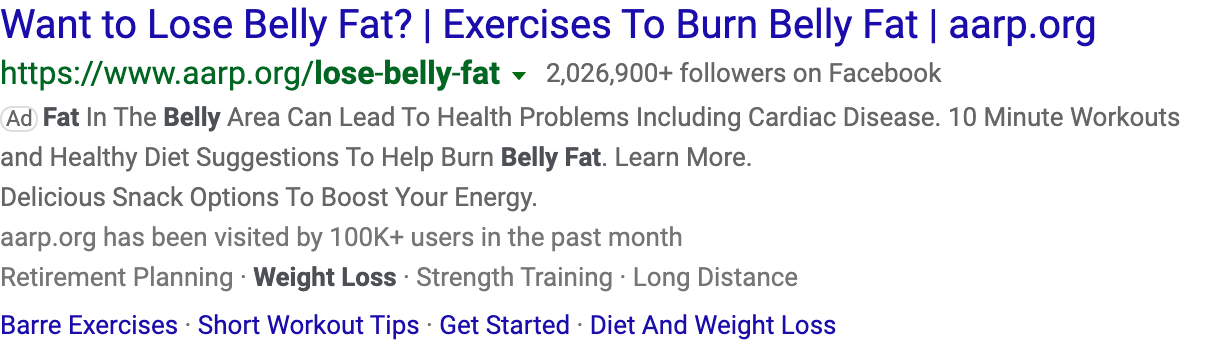 Want to Lose Belly Fat? | Exercises To Burn Belly Fat | aarp.org
https://www.aarp.org/lose-belly-fat ▼ 2,026,900+ followers on Facebook
Ad Fat In The Belly Area Can Lead To Health Problems Including Cardiac Disease. 10 Minute Workouts
and Healthy Diet Suggestions To Help Burn Belly Fat. Learn More.
Delicious Snack Options To Boost Your Energy.
aarp.org has been visited by 100K+ users in the past month
Retirement Planning · Weight Loss · Strength Training · Long Distance
Barre Exercises · Short Workout Tips · Get Started · Diet And Weight Loss